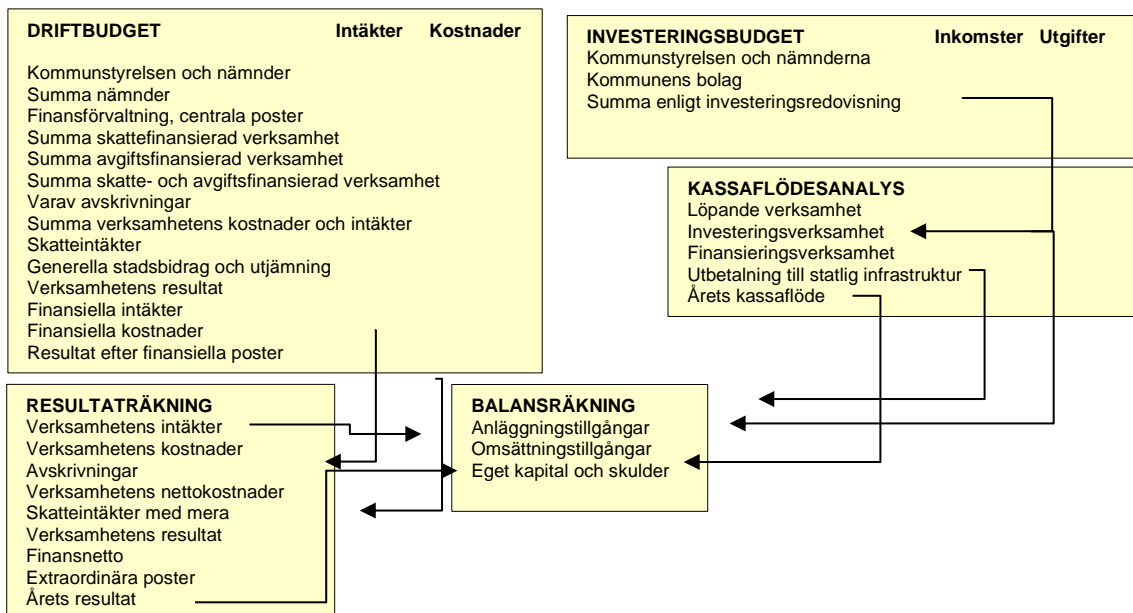 DRIFTBUDGET Intäkter Kostnader
Kommunstyrelsen och nämnder
Summa nämnder
Finansförvaltning, centrala poster
Summa skattefinansierad verksamhet
Summa avgiftsfinansierad verksamhet
Summa skatte- och avgiftsfinansierad verksamhet
Varav avskrivningar
Summa verksamhetens kostnader och intäkter
Skatteintäkter
Generella stadsbidrag och utjämning
Verksamhetens resultat
Finansiella intäkter
Finansiella kostnader
Resultat efter finansiella poster
INVESTERINGSBUDGET Inkomster Utgifter
Kommunstyrelsen och nämnderna
Kommunens bolag
Summa enligt investeringsredovisning
KASSAFLÖDESANALYS
Löpande verksamhet
Investeringsverksamhet
Finansieringsverksamhet
Utbetalning till statlig infrastruktur
Årets kassaflöde
RESULTATRÄKNING
Verksamhetens intäkter
Verksamhetens kostnader
Avskrivningar
Verksamhetens nettokostnader
Skatteintäkter med mera
Verksamhetens resultat
Finansnetto
Extraordinära poster
Årets resultat
BALANSRÄKNING
Anläggningstillgångar
Omsättningstillgångar
Eget kapital och skulder